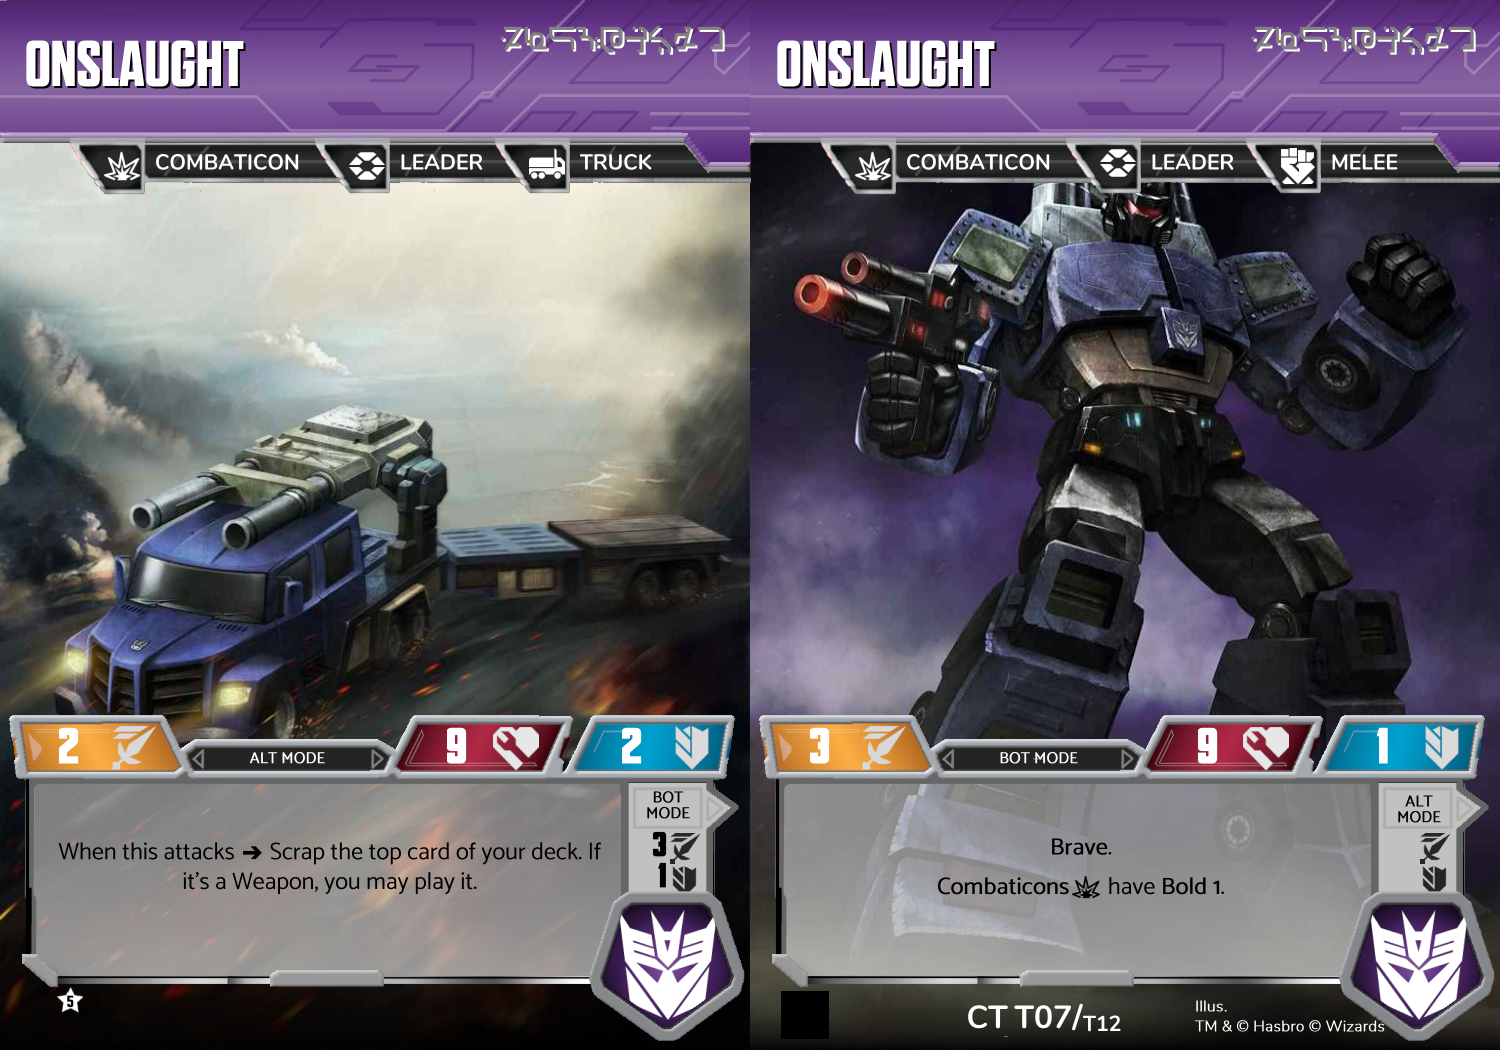 ONSLAUGHT
COMBATICON LEADER TRUCK
2 ALT MODE 9 2
BOT
MODE
3
1
When this attacks ➔ Scrap the top card of your deck. If
it's a Weapon, you may play it.
5
ONSLAUGHT
COMBATICON LEADER MELEE
3 BOT MODE 9 1
ALT
MODE
Brave.
Combaticons have Bold 1.
CT T07/T12
Illus.
TM & © Hasbro © Wizards